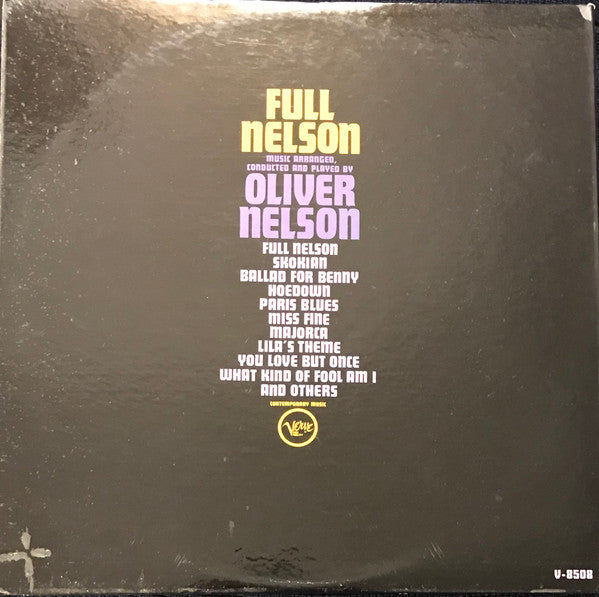 FULL
NELSON
MUSIC ARRANGED,
CONDUCTED AND PLAYED BY
OLIVER
NELSON
FULL NELSON
SKOKIAN
BALLAD FOR BENNY
HOEDOWN
PARIS BLUES
MISS FINE
MAJORCA
LILA'S THEME
YOU LOVE BUT ONCE
WHAT KIND OF FOOL AM I
AND OTHERS
CONTEMPORARY MUSIC
Verve
V-8508